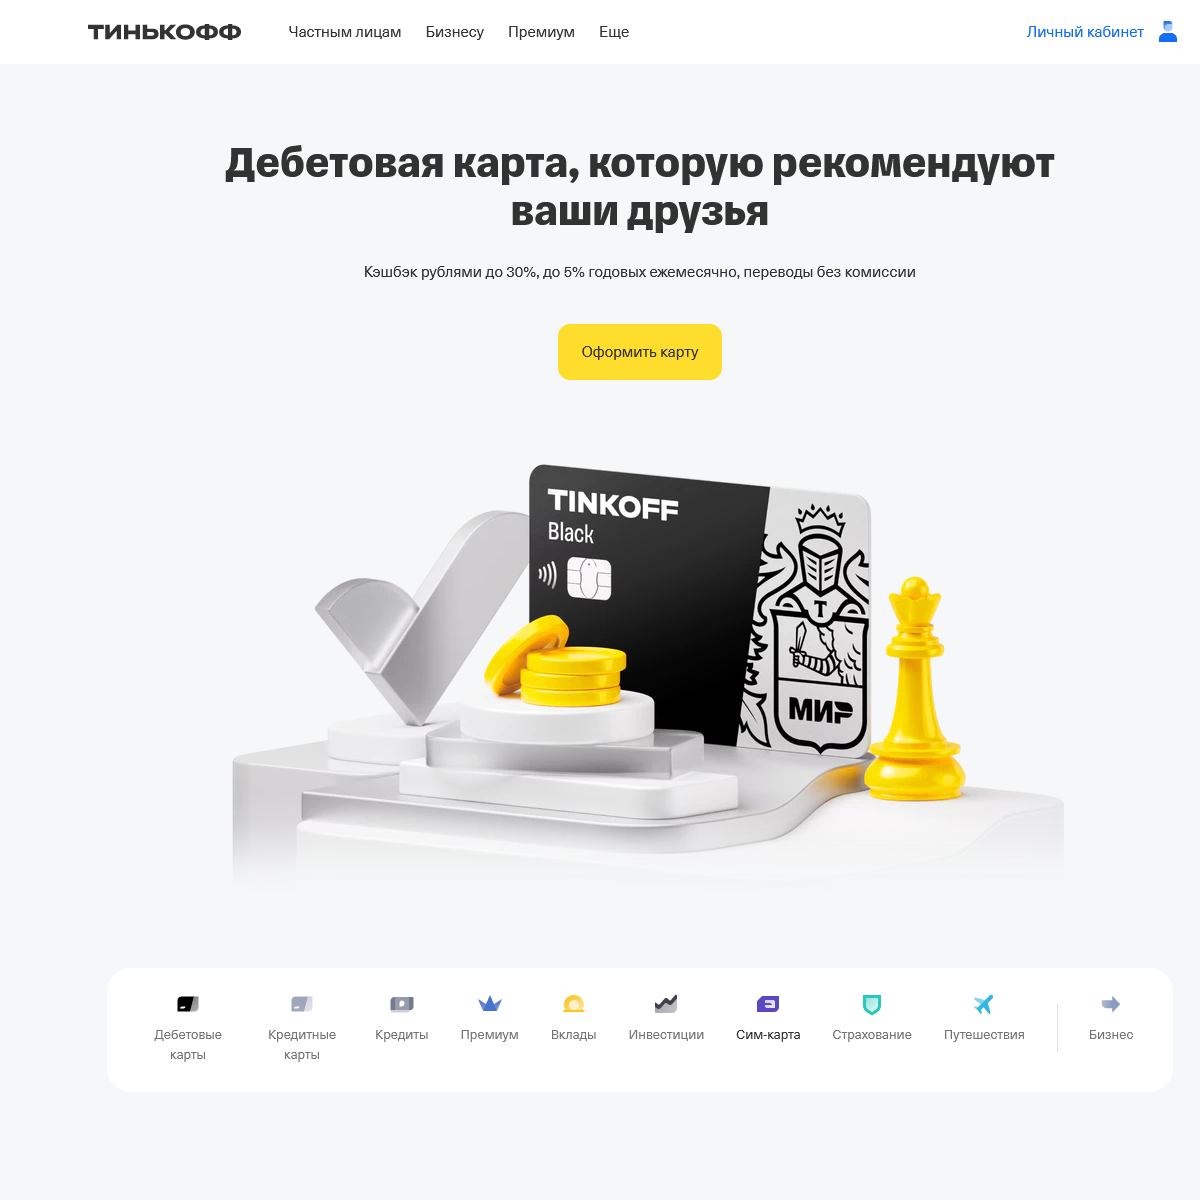 ТИНЬКОФФ
Частным лицам
Бизнесу
Премиум
Еще
Личный кабинет
Дебетовая карта, которую рекомендуют
ваши друзья
Кэшбэк рублями до 30%, до 5% годовых ежемесячно, переводы без комиссии
Оформить карту
TINKOFF
Black
T
МИР
Дебетовые
карты
Кредитные
карты
Кредиты
Премиум
Вклады
Инвестиции
Сим-карта
Страхование
Путешествия
Бизнес